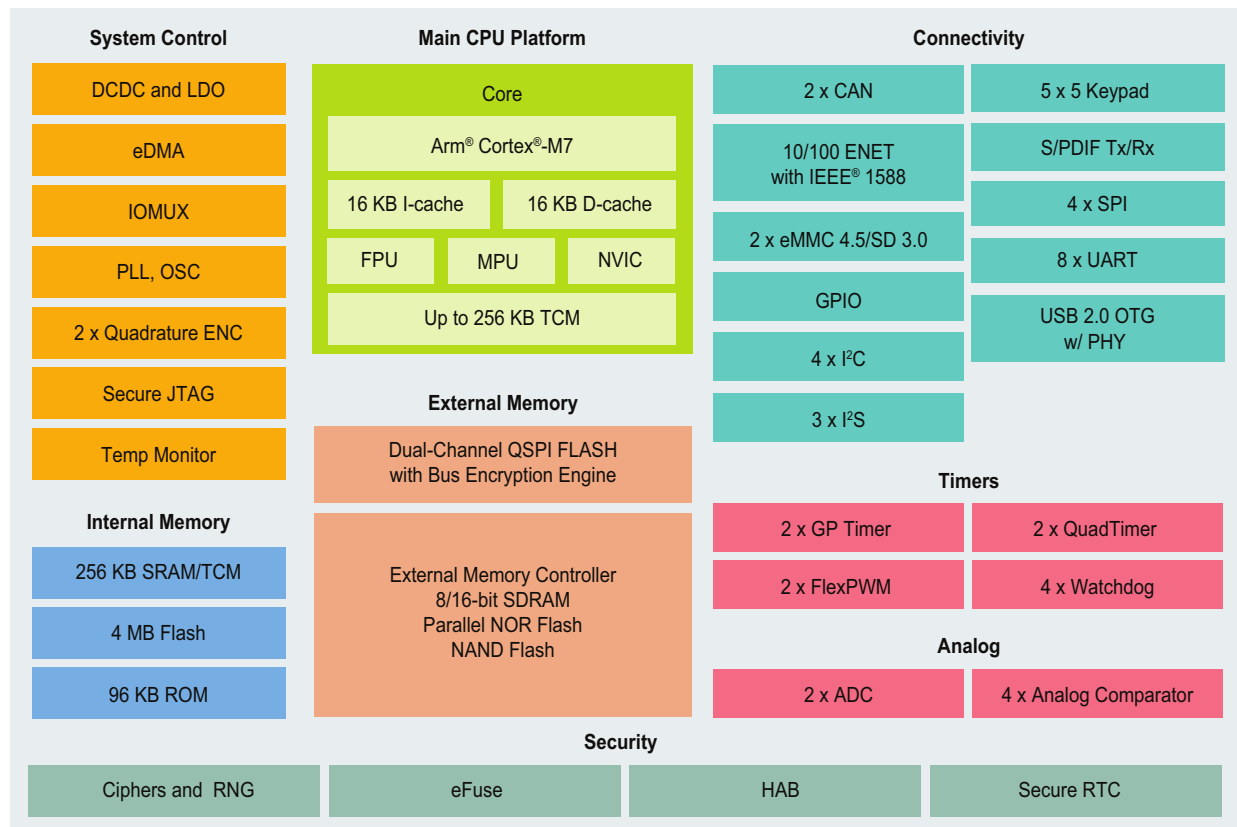 System Control
DCDC and LDO
eDMA
IOMUX
PLL, OSC
2 x Quadrature ENC
Secure JTAG
Temp Monitor
Internal Memory
256 KB SRAM/TCM
4 MB Flash
96 KB ROM
Main CPU Platform
Core
Arm® Cortex®-M7
16 KB I-cache
16 KB D-cache
FPU
MPU
NVIC
Up to 256 KB TCM
External Memory
Dual-Channel QSPI FLASH
with Bus Encryption Engine
External Memory Controller
8/16-bit SDRAM
Parallel NOR Flash
NAND Flash
Connectivity
2 x CAN
10/100 ENET
with IEEE® 1588
2 x eMMC 4.5/SD 3.0
GPIO
4 x I²C
3 x I²S
5 x 5 Keypad
S/PDIF Tx/Rx
4 x SPI
8 x UART
USB 2.0 OTG
w/ PHY
Timers
2 x GP Timer
2 x QuadTimer
2 x FlexPWM
4 x Watchdog
Analog
2 x ADC
4 x Analog Comparator
Security
Ciphers and RNG
eFuse
HAB
Secure RTC